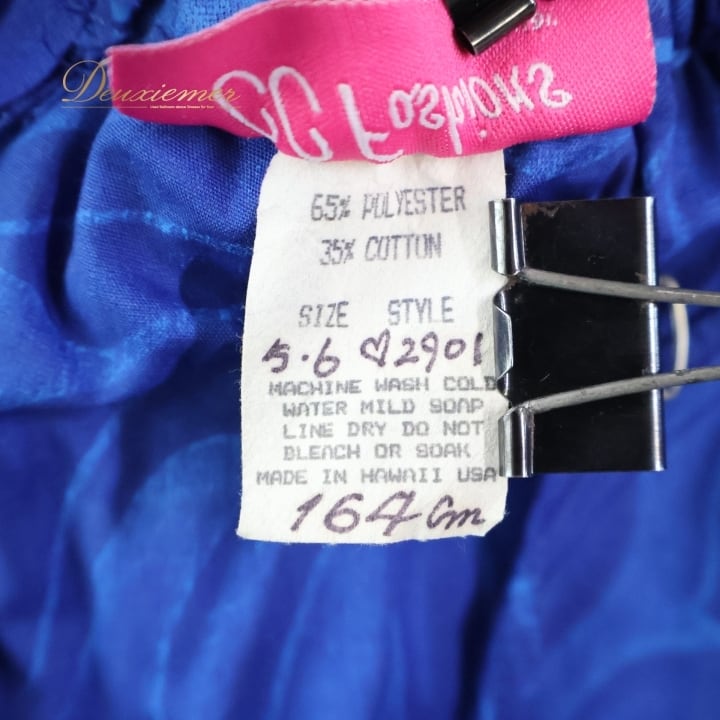 Deuxiemer
SC Fashions
65% POLYESTER
35% COTTON
SIZE STYLE
5.6 ♡2901
MACHINE WASH COLD
WATER MILD SOAP
LINE DRY DO NOT
BLEACH OR SOAK
MADE IN HAWAII USA
164cm